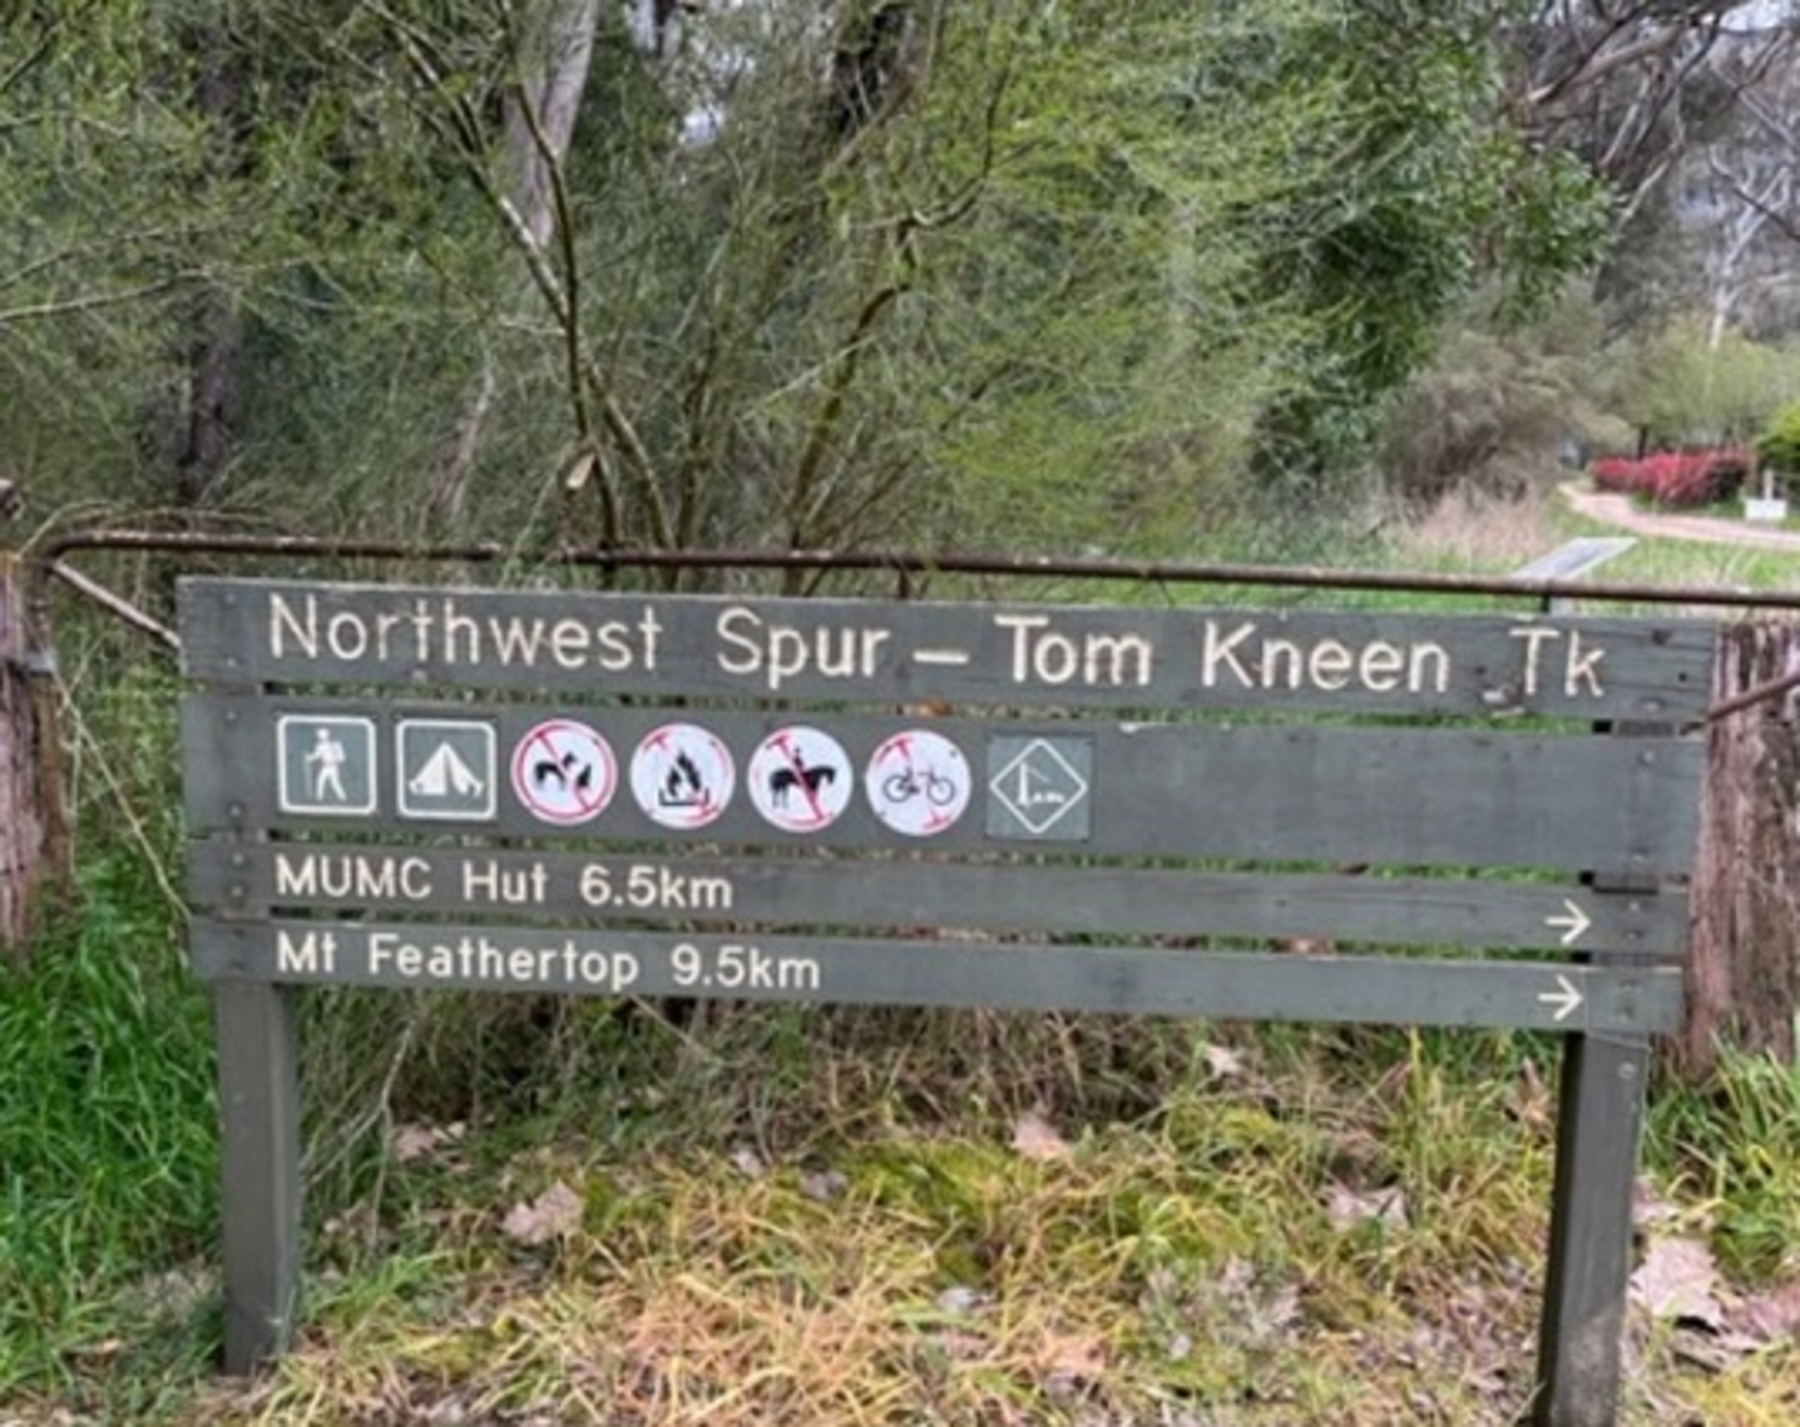 Northwest Spur – Tom Kneen Tk
MUMC Hut 6.5km →
Mt Feathertop 9.5km →